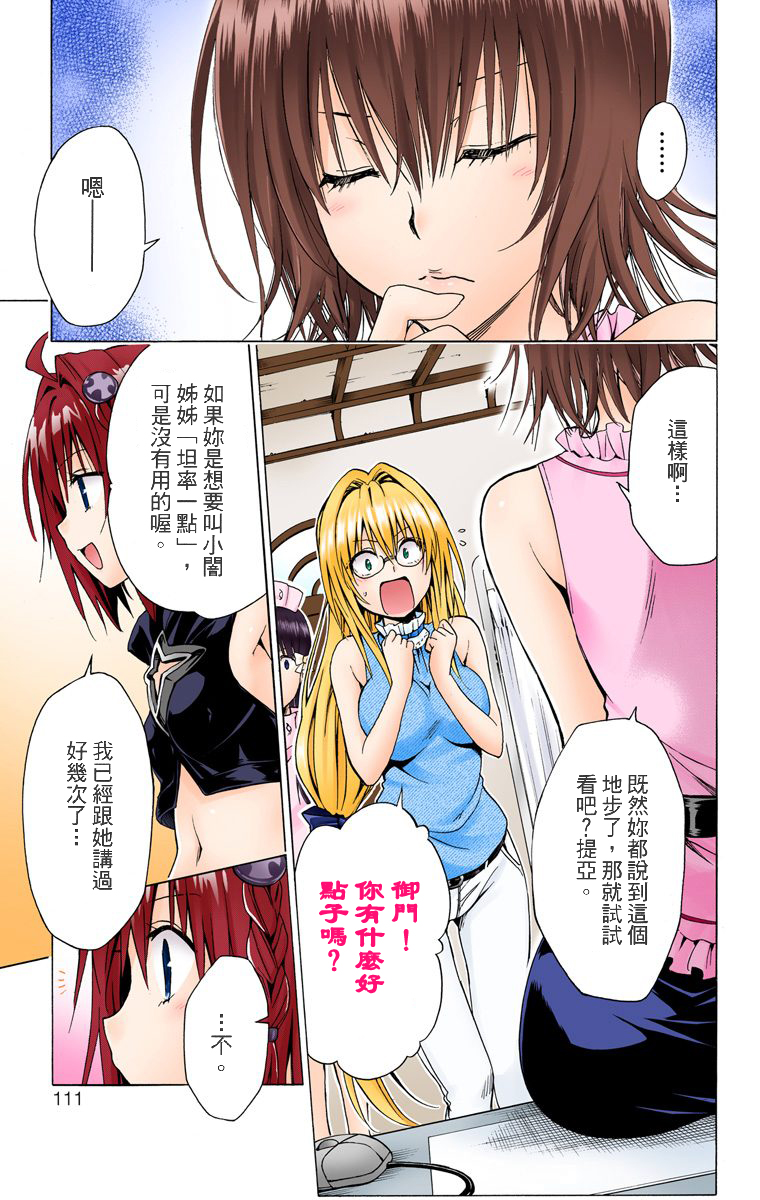 ……
嗯——
這樣啊…
既然妳都說到這個
地步了，那就試試
看吧？提亞。
御門！
你有什麼好
點子嗎？
如果妳是想要叫小闇
姊姊「坦率一點」，
可是沒有用的喔。
我已經跟她講過
好幾次了…
…不。
111